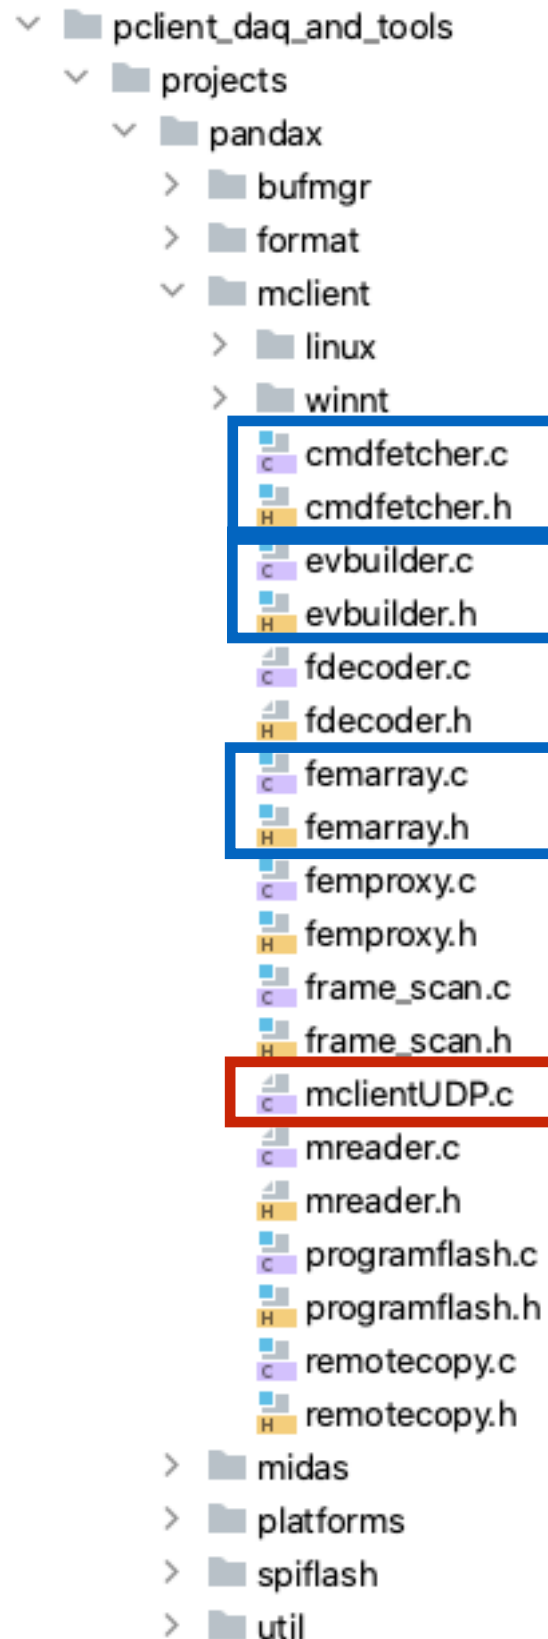 pclient_daq_and_tools
projects
pandax
bufmgr
format
mclient
linux
winnt
C cmdfetcher.c
H cmdfetcher.h
C evbuilder.c
H evbuilder.h
C fdecoder.c
H fdecoder.h
C femarray.c
H femarray.h
C femproxy.c
H femproxy.h
C frame_scan.c
H frame_scan.h
C mclientUDP.c
C mreader.c
H mreader.h
C programflash.c
H programflash.h
C remotecopy.c
H remotecopy.h
midas
platforms
spiflash
util